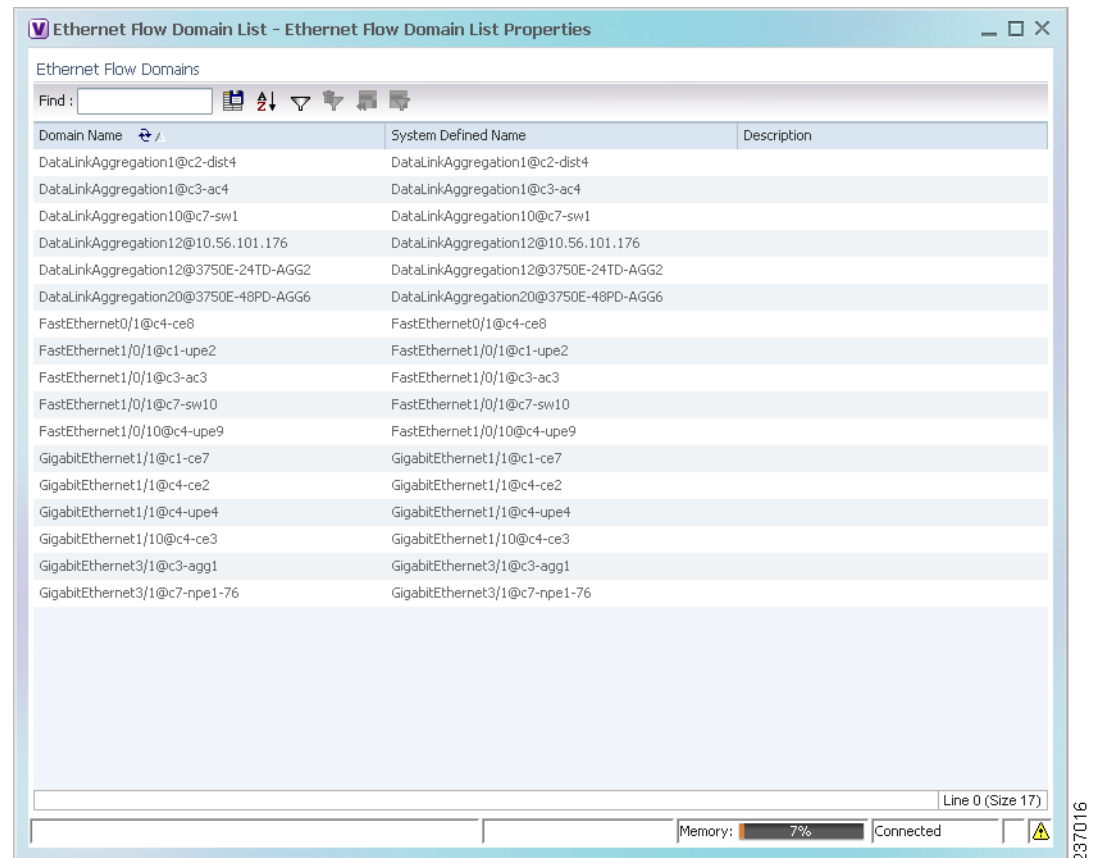 Ethernet Flow Domain List - Ethernet Flow Domain List Properties
Ethernet Flow Domains
Find :
Domain Name System Defined Name Description
DataLinkAggregation1@c2-dist4 DataLinkAggregation1@c2-dist4
DataLinkAggregation1@c3-ac4 DataLinkAggregation1@c3-ac4
DataLinkAggregation10@c7-sw1 DataLinkAggregation10@c7-sw1
DataLinkAggregation12@10.56.101.176 DataLinkAggregation12@10.56.101.176
DataLinkAggregation12@3750E-24TD-AGG2 DataLinkAggregation12@3750E-24TD-AGG2
DataLinkAggregation20@3750E-48PD-AGG6 DataLinkAggregation20@3750E-48PD-AGG6
FastEthernet0/1@c4-ce8 FastEthernet0/1@c4-ce8
FastEthernet1/0/1@c1-upe2 FastEthernet1/0/1@c1-upe2
FastEthernet1/0/1@c3-ac3 FastEthernet1/0/1@c3-ac3
FastEthernet1/0/1@c7-sw10 FastEthernet1/0/1@c7-sw10
FastEthernet1/0/10@c4-upe9 FastEthernet1/0/10@c4-upe9
GigabitEthernet1/1@c1-ce7 GigabitEthernet1/1@c1-ce7
GigabitEthernet1/1@c4-ce2 GigabitEthernet1/1@c4-ce2
GigabitEthernet1/1@c4-upe4 GigabitEthernet1/1@c4-upe4
GigabitEthernet1/10@c4-ce3 GigabitEthernet1/10@c4-ce3
GigabitEthernet3/1@c3-agg1 GigabitEthernet3/1@c3-agg1
GigabitEthernet3/1@c7-npe1-76 GigabitEthernet3/1@c7-npe1-76
Line 0 (Size 17)
Memory: 7% Connected
237016